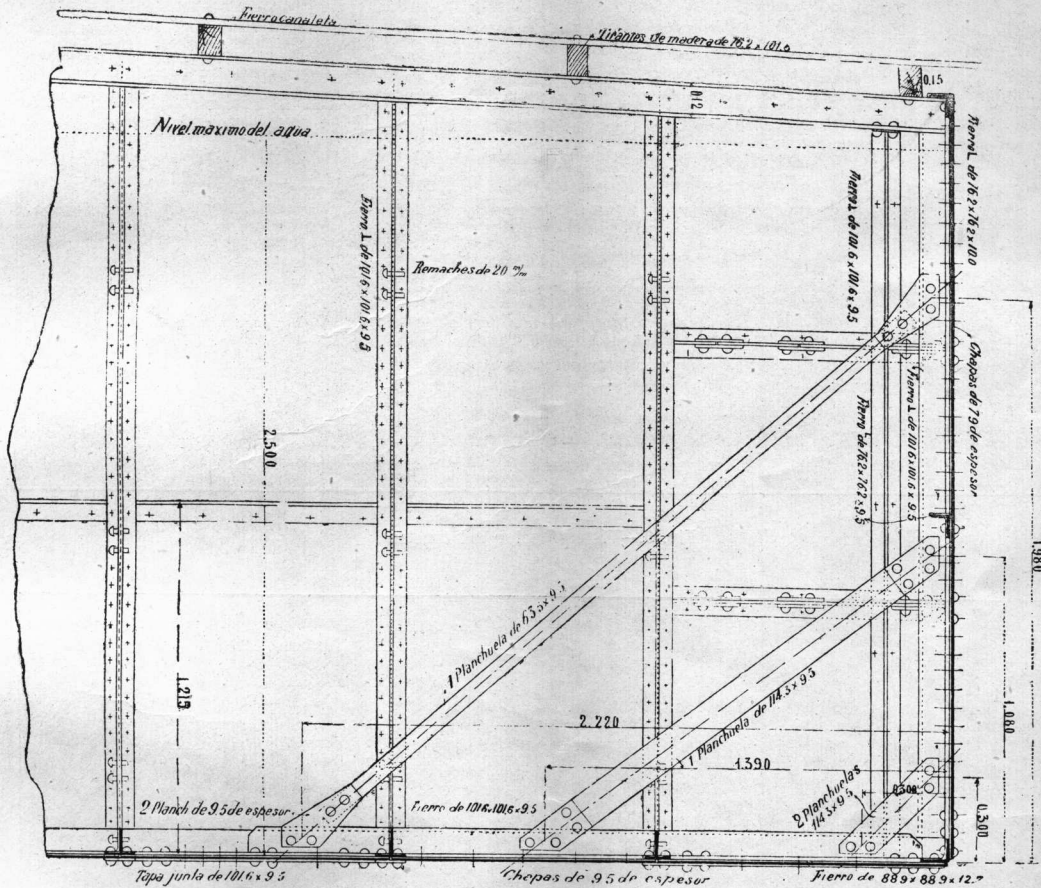 Fierro canaleta
Tirantes de madera de 76.2 x 101.6
0.15
0.12
Nivel maximo del agua
Fierro L de 76.2 x 76.2 x 10.0
Fierro L de 101.6 x 101.6 x 9.5
Fierro ⊥ de 101.6 x 101.6 x 9.5
Remaches de 20 m/m
Chapas de 7.9 de espesor
Fierro ⊥ de 101.6 x 101.6 x 9.5
Fierro de 76.2 x 76.2 x 9.5
2.500
1.980
1 Planchuela de 63.5 x 9.5
1.215
2.220
1 Planchuela de 114.3 x 9.5
1.390
1.080
2 Planchuelas
114.3 x 9.5
0.300
0.300
2 Planch de 9.5 de espesor
Fierro de 101.6 x 101.6 x 9.5
Tapa junta de 101.6 x 9.5
Chapas de 9.5 de espesor
Fierro de 88.9 x 88.9 x 12.7